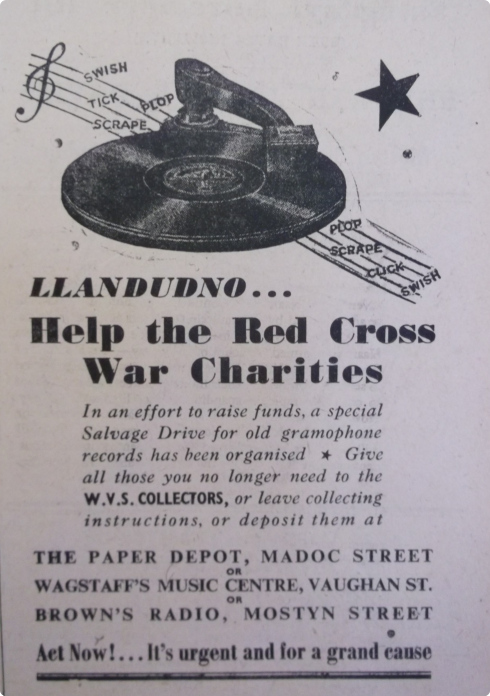 SWISH
TICK PLOP
SCRAPE
PLOP
SCRAPE
CLICK
SWISH
LLANDUDNO...
Help the Red Cross
War Charities
In an effort to raise funds, a special
Salvage Drive for old gramophone
records has been organised ★ Give
all those you no longer need to the
W.V.S. COLLECTORS, or leave collecting
instructions, or deposit them at
THE PAPER DEPOT, MADOC STREET
OR
WAGSTAFF'S MUSIC CENTRE, VAUGHAN ST.
OR
BROWN'S RADIO, MOSTYN STREET
Act Now!...It's urgent and for a grand cause